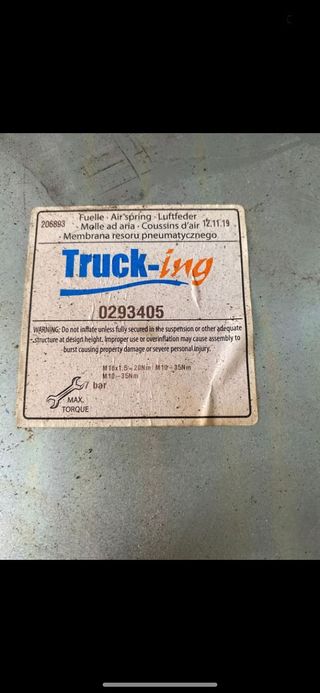 Fuelle · Air'spring · Luftfeder
206893 · Molle ad aria · Coussins d'air 12.11.19
· Membrana resoru pneumatycznego
Truck-ing
0293405
WARNING: Do not inflate unless fully secured in the suspension or other adequate
structure at design height. Improper use or overinflation may cause assembly to
burst causing property damage or severe personal injury.
M16x1.5--20Nm M10--35Nm
M10--35Nm
7 bar
MAX.
TORQUE